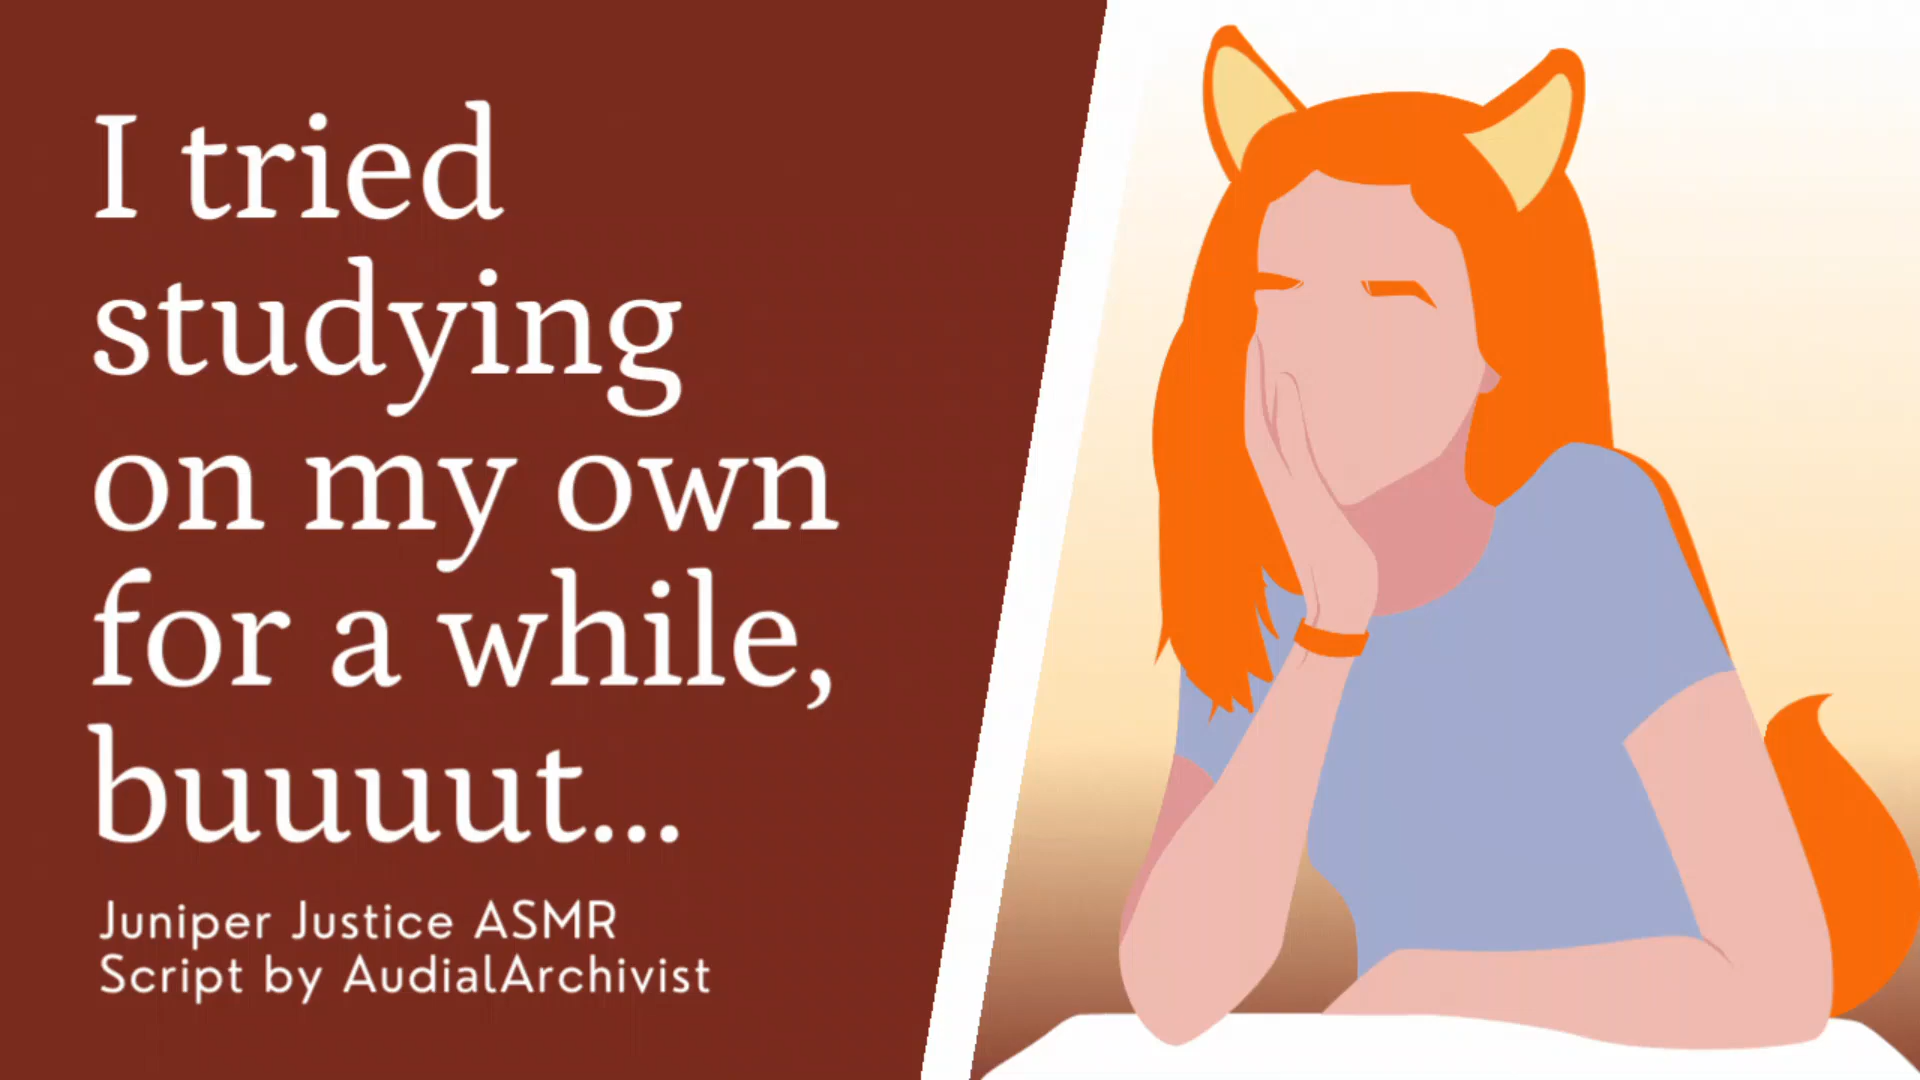 I tried
studying
on my own
for a while,
buuuut...
Juniper Justice ASMR
Script by AudialArchivist